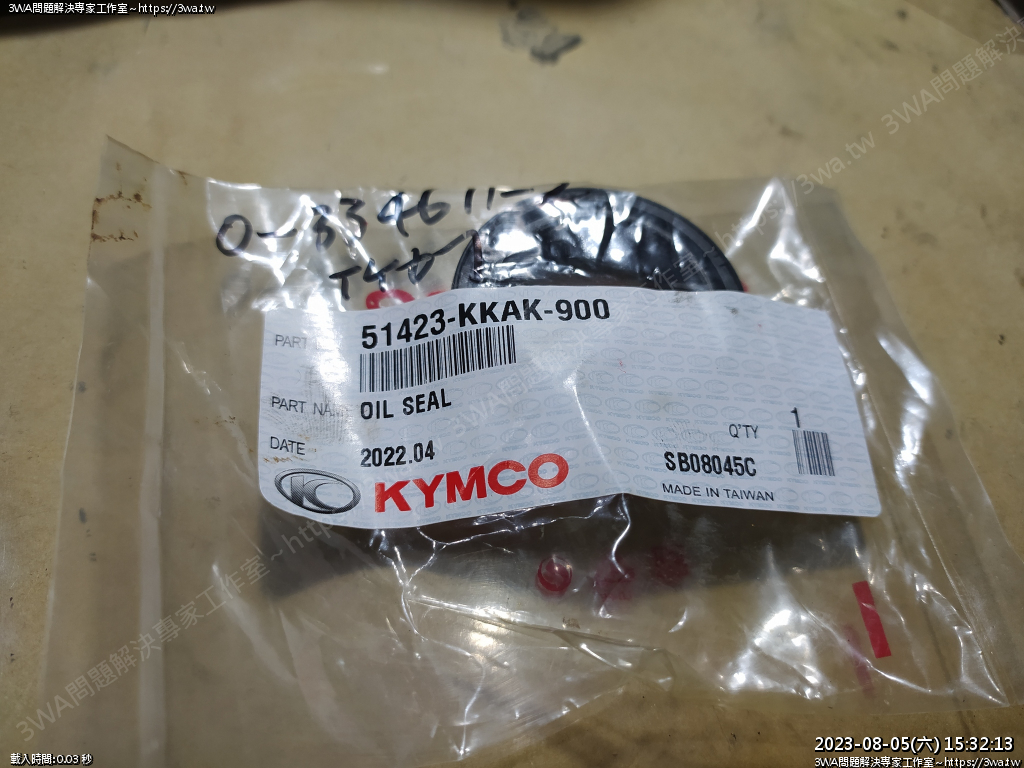 3WA問題解決專家工作室~https://3wa.tw
51423-KKAK-900
PART
PART NAME OIL SEAL
DATE 2022.04
Q'TY 1
SB08045C
KYMCO
MADE IN TAIWAN
載入時間:0.03 秒
2023-08-05(六) 15:32:13
3WA問題解決專家工作室~https://3wa.tw